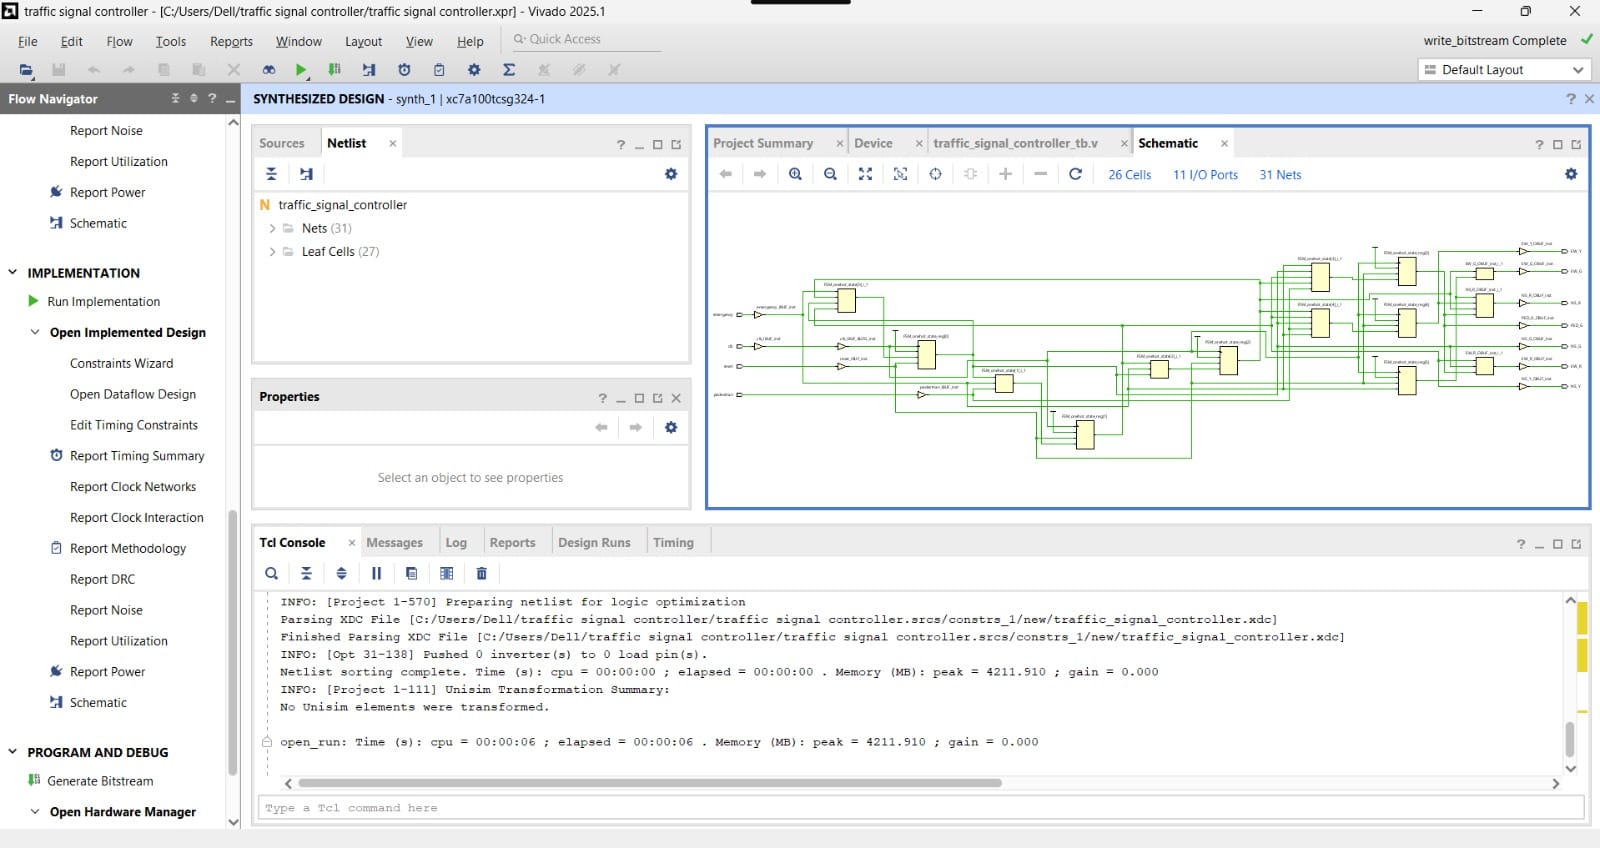 traffic signal controller - [C:/Users/Dell/traffic signal controller/traffic signal controller.xpr] - Vivado 2025.1
File Edit Flow Tools Reports Window Layout View Help Quick Access
write_bitstream Complete
Default Layout
Flow Navigator
SYNTHESIZED DESIGN - synth_1 | xc7a100tcsg324-1
Report Noise
Report Utilization
Report Power
Schematic
IMPLEMENTATION
Run Implementation
Open Implemented Design
Constraints Wizard
Open Dataflow Design
Edit Timing Constraints
Report Timing Summary
Report Clock Networks
Report Clock Interaction
Report Methodology
Report DRC
Report Noise
Report Utilization
Report Power
Schematic
PROGRAM AND DEBUG
Generate Bitstream
Open Hardware Manager
Sources Netlist
N traffic_signal_controller
Nets (31)
Leaf Cells (27)
Properties
Select an object to see properties
Project Summary Device traffic_signal_controller_tb.v Schematic
26 Cells 11 I/O Ports 31 Nets
Tcl Console Messages Log Reports Design Runs Timing
INFO: [Project 1-570] Preparing netlist for logic optimization
Parsing XDC File [C:/Users/Dell/traffic signal controller/traffic signal controller.srcs/constrs_1/new/traffic_signal_controller.xdc]
Finished Parsing XDC File [C:/Users/Dell/traffic signal controller/traffic signal controller.srcs/constrs_1/new/traffic_signal_controller.xdc]
INFO: [Opt 31-138] Pushed 0 inverter(s) to 0 load pin(s).
Netlist sorting complete. Time (s): cpu = 00:00:00 ; elapsed = 00:00:00 . Memory (MB): peak = 4211.910 ; gain = 0.000
INFO: [Project 1-111] Unisim Transformation Summary:
No Unisim elements were transformed.
open_run: Time (s): cpu = 00:00:06 ; elapsed = 00:00:06 . Memory (MB): peak = 4211.910 ; gain = 0.000
Type a Tcl command here